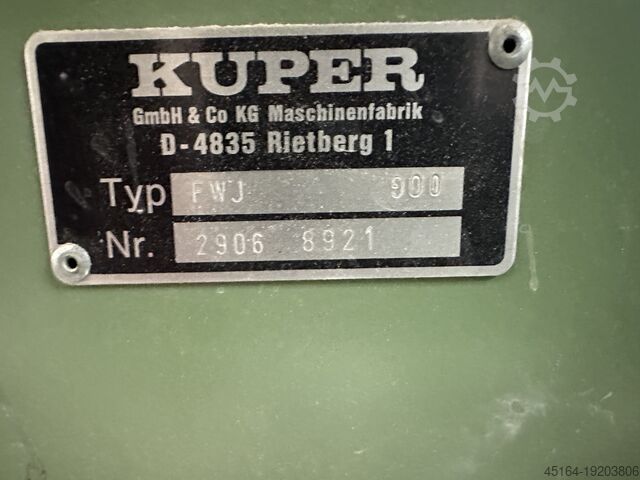 KUPER
GmbH & Co KG Maschinenfabrik
D-4835 Rietberg 1
Typ FWJ 900
Nr. 2906 8921
45164-19203806